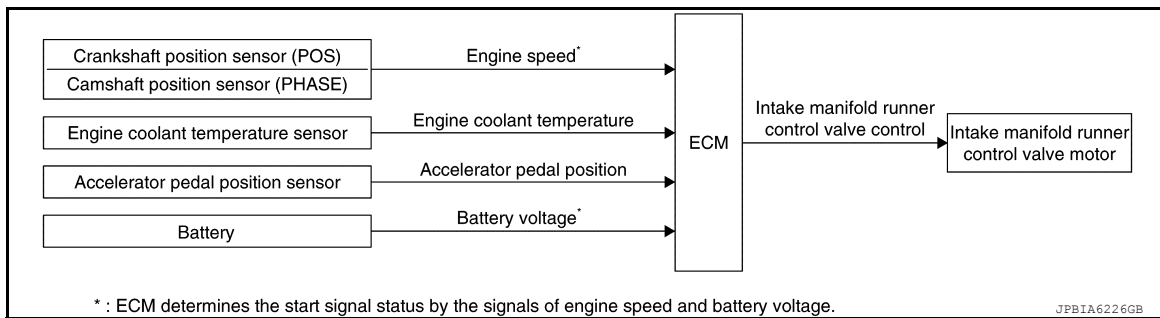 Crankshaft position sensor (POS)
Camshaft position sensor (PHASE)
Engine speed*
Engine coolant temperature sensor
Engine coolant temperature
Accelerator pedal position sensor
Accelerator pedal position
Battery
Battery voltage*
ECM
Intake manifold runner
control valve control
Intake manifold runner
control valve motor
* : ECM determines the start signal status by the signals of engine speed and battery voltage.
JPBIA6226GB